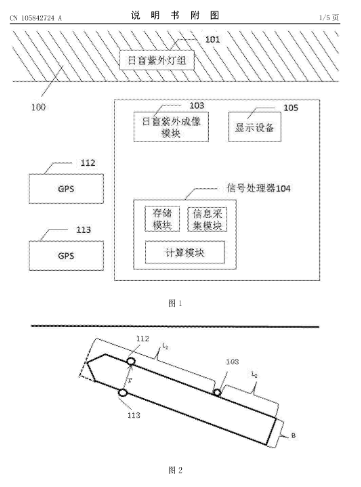 CN 105842724 A
说 明 书 附 图
1/5 页
101
日盲紫外灯组
100
103
105
日盲紫外成像
模块
显示设备
112
GPS
信号处理器104
113
GPS
存储
模块
信息采
集模块
计算模块
图1
112
L₁
103
L₂
r
113
B
图2